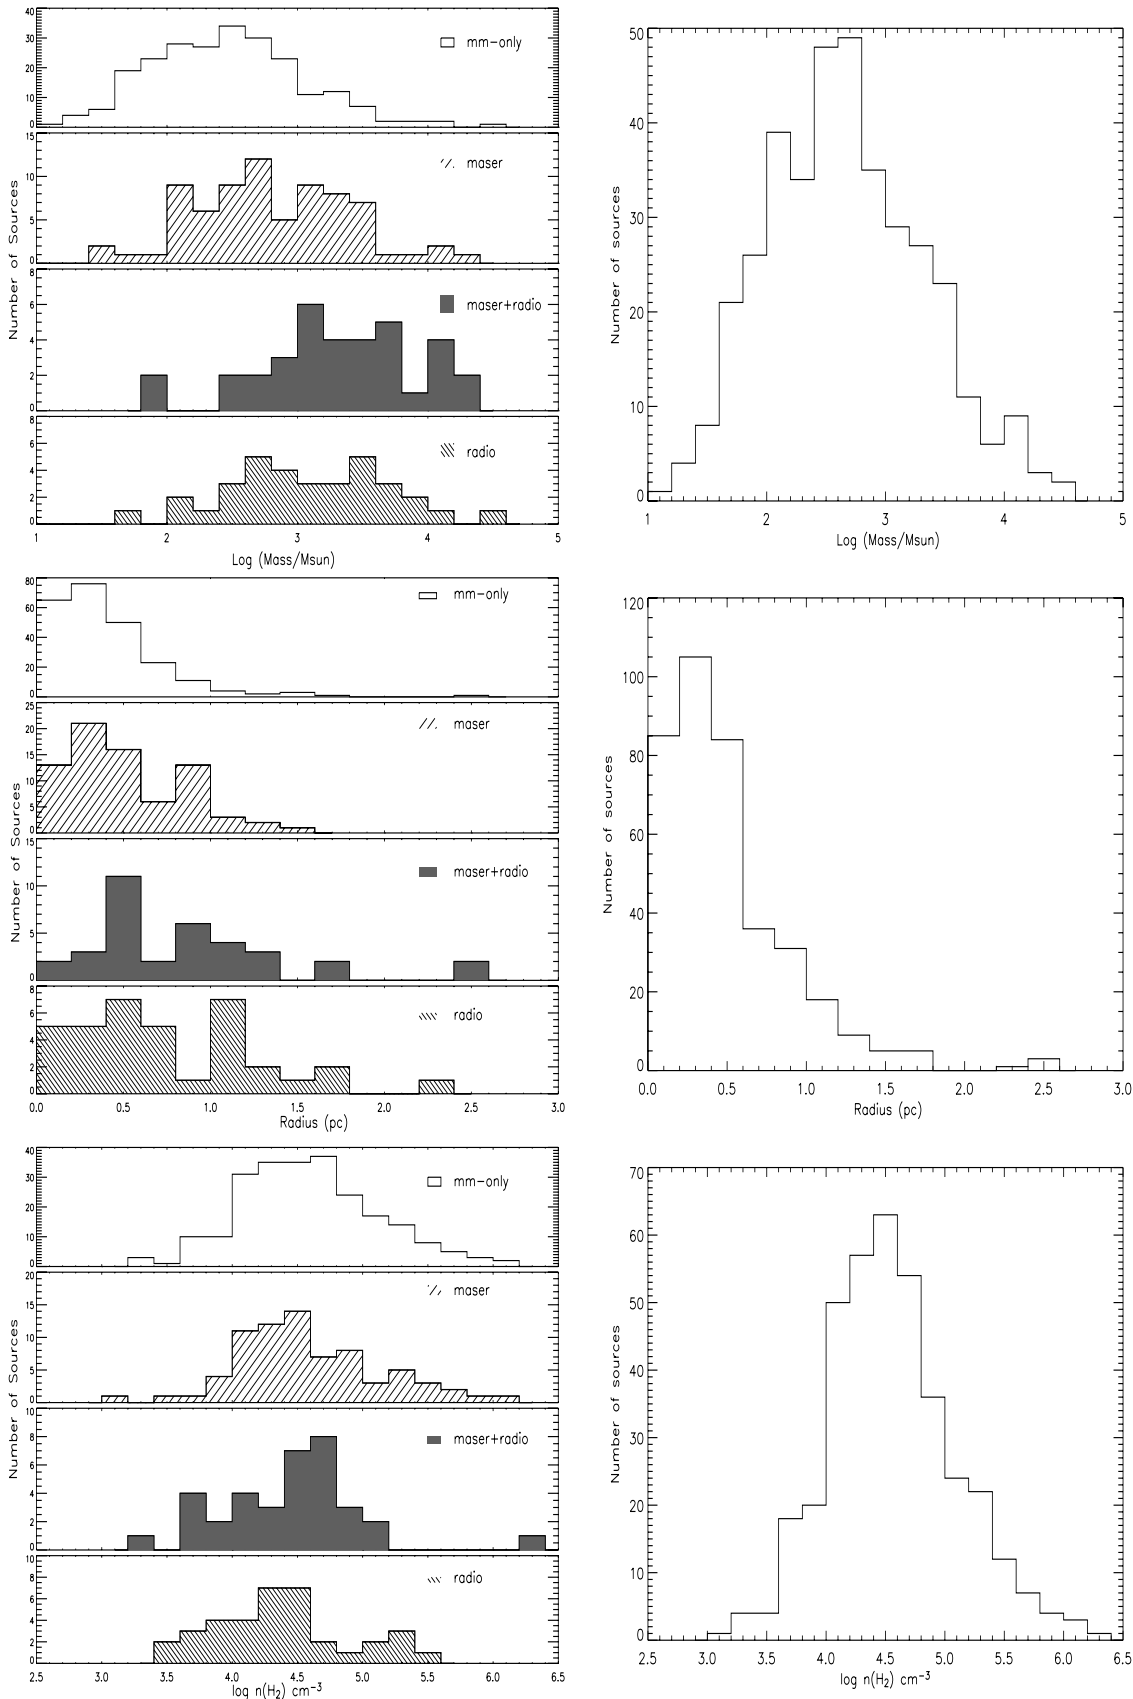 40
30
20
10
0
mm-only
15
10
5
0
maser
8
6
4
2
0
maser+radio
8
6
4
2
0
radio
Number of Sources
1 2 3 4 5
Log (Mass/Msun)
50
40
30
20
10
0
Number of sources
1 2 3 4 5
Log (Mass/Msun)
80
60
40
20
0
mm-only
25
20
15
10
5
0
maser
15
10
5
0
maser+radio
8
6
4
2
0
radio
Number of Sources
0.0 0.5 1.0 1.5 2.0 2.5 3.0
Radius (pc)
120
100
80
60
40
20
0
Number of sources
0.0 0.5 1.0 1.5 2.0 2.5 3.0
Radius (pc)
40
30
20
10
0
mm-only
20
15
10
5
0
maser
10
8
6
4
2
0
maser+radio
10
8
6
4
2
0
radio
Number of Sources
2.5 3.0 3.5 4.0 4.5 5.0 5.5 6.0 6.5
log n(H₂) cm⁻³
70
60
50
40
30
20
10
0
Number of sources
2.5 3.0 3.5 4.0 4.5 5.0 5.5 6.0 6.5
log n(H₂) cm⁻³